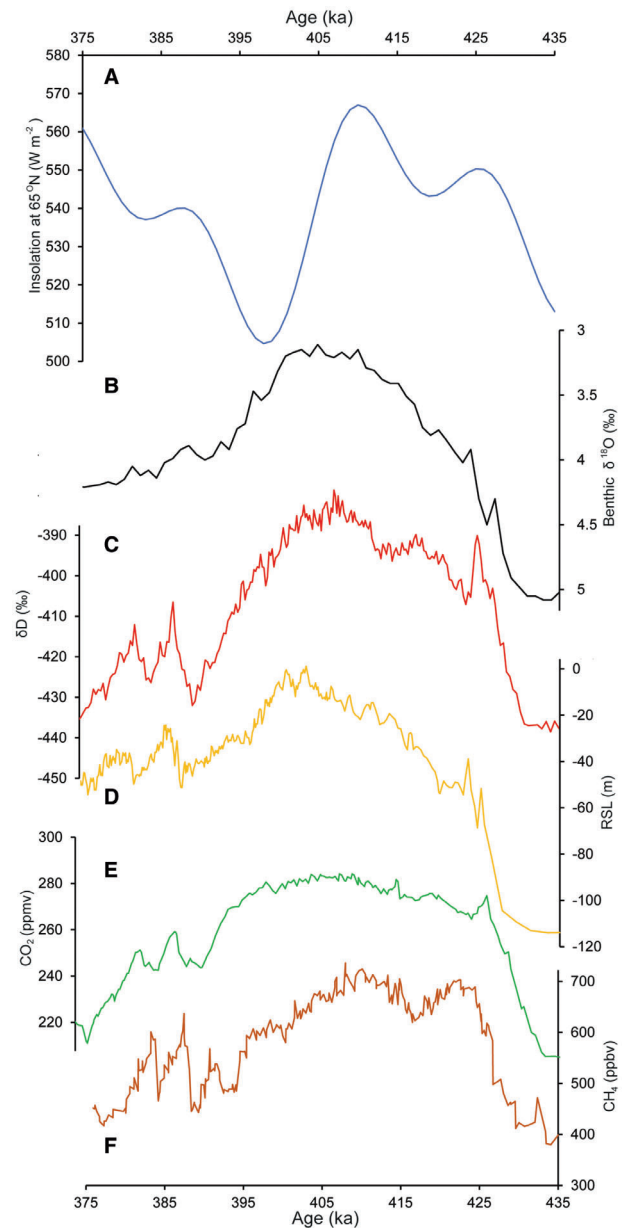 Age (ka)
375 385 395 405 415 425 435
A
580
570
560
550
540
530
520
510
500
Insolation at 65°N (W m⁻²)
B
3
3.5
4
4.5
5
Benthic δ ¹⁸O (‰)
C
-390
-400
-410
-420
-430
-440
-450
δD (‰)
D
0
-20
-40
-60
-80
-100
-120
RSL (m)
E
300
280
260
240
220
CO₂ (ppmv)
F
700
600
500
400
300
CH₄ (ppbv)
375 385 395 405 415 425 435
Age (ka)